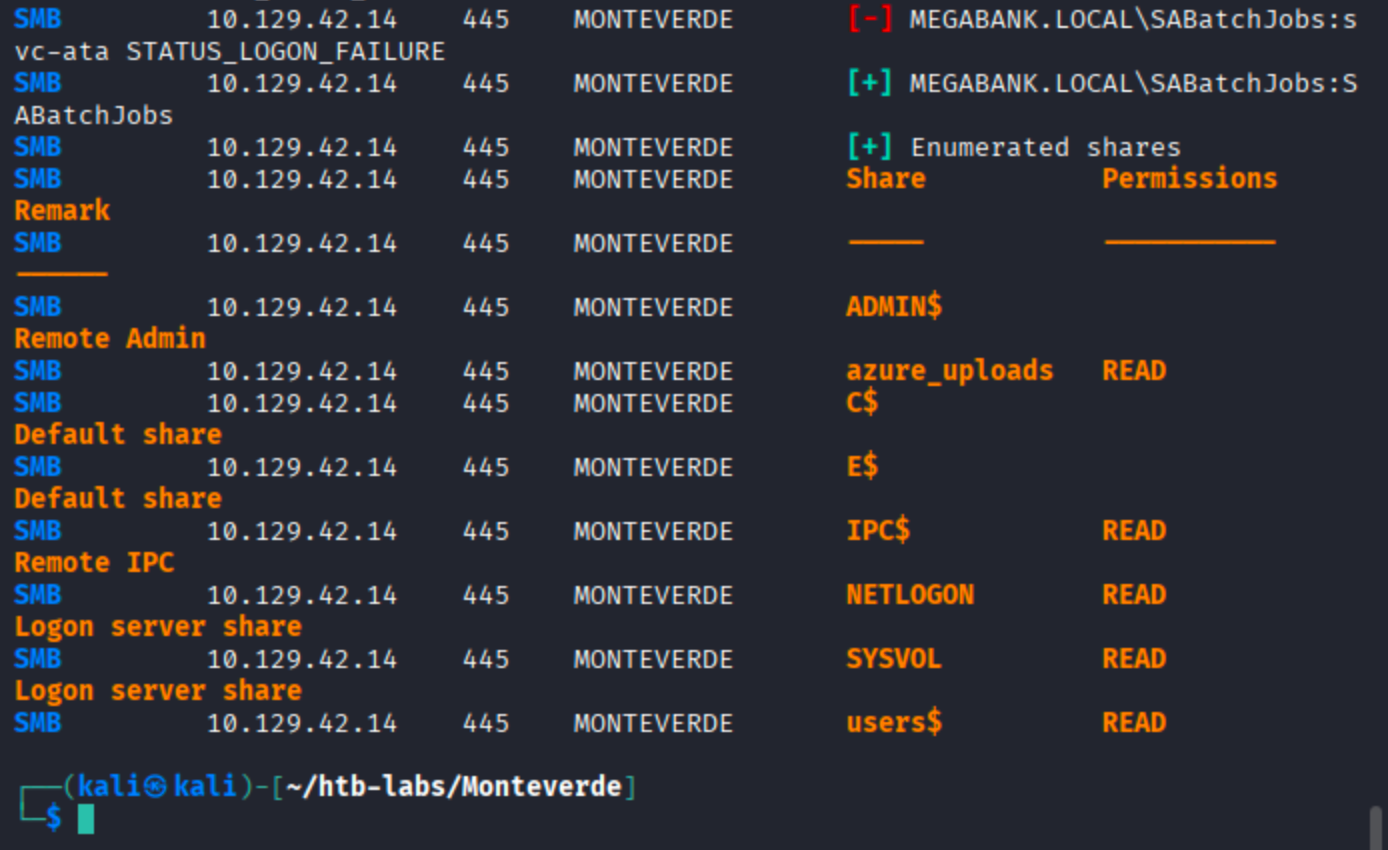 SMB 10.129.42.14 445 MONTEVERDE [-] MEGABANK.LOCAL\SABatchJobs:s
vc-ata STATUS_LOGON_FAILURE
SMB 10.129.42.14 445 MONTEVERDE [+] MEGABANK.LOCAL\SABatchJobs:S
ABatchJobs
SMB 10.129.42.14 445 MONTEVERDE [+] Enumerated shares
SMB 10.129.42.14 445 MONTEVERDE Share Permissions
Remark
SMB 10.129.42.14 445 MONTEVERDE ----- -----------
------
SMB 10.129.42.14 445 MONTEVERDE ADMIN$
Remote Admin
SMB 10.129.42.14 445 MONTEVERDE azure_uploads READ
SMB 10.129.42.14 445 MONTEVERDE C$
Default share
SMB 10.129.42.14 445 MONTEVERDE E$
Default share
SMB 10.129.42.14 445 MONTEVERDE IPC$ READ
Remote IPC
SMB 10.129.42.14 445 MONTEVERDE NETLOGON READ
Logon server share
SMB 10.129.42.14 445 MONTEVERDE SYSVOL READ
Logon server share
SMB 10.129.42.14 445 MONTEVERDE users$ READ
┌──(kali㉿kali)-[~/htb-labs/Monteverde]
└─$